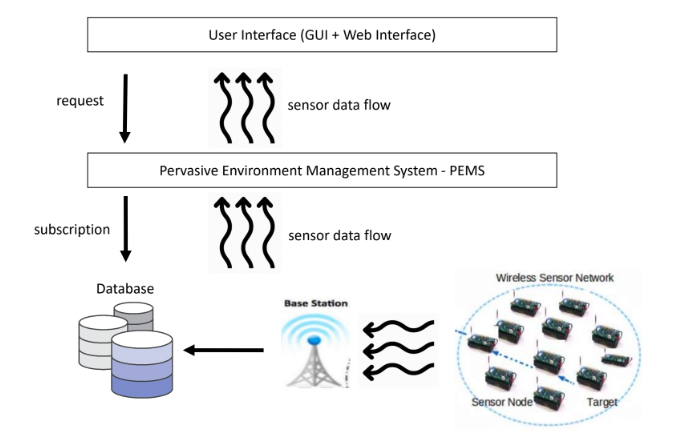 User Interface (GUI + Web Interface)
request
sensor data flow
Pervasive Environment Management System - PEMS
subscription
sensor data flow
Database
Base Station
Wireless Sensor Network
Sensor Node
Target